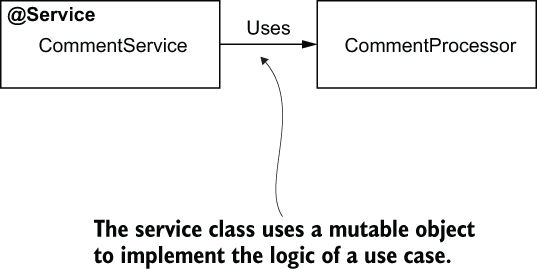 @Service
CommentService
Uses
CommentProcessor
The service class uses a mutable object
to implement the logic of a use case.